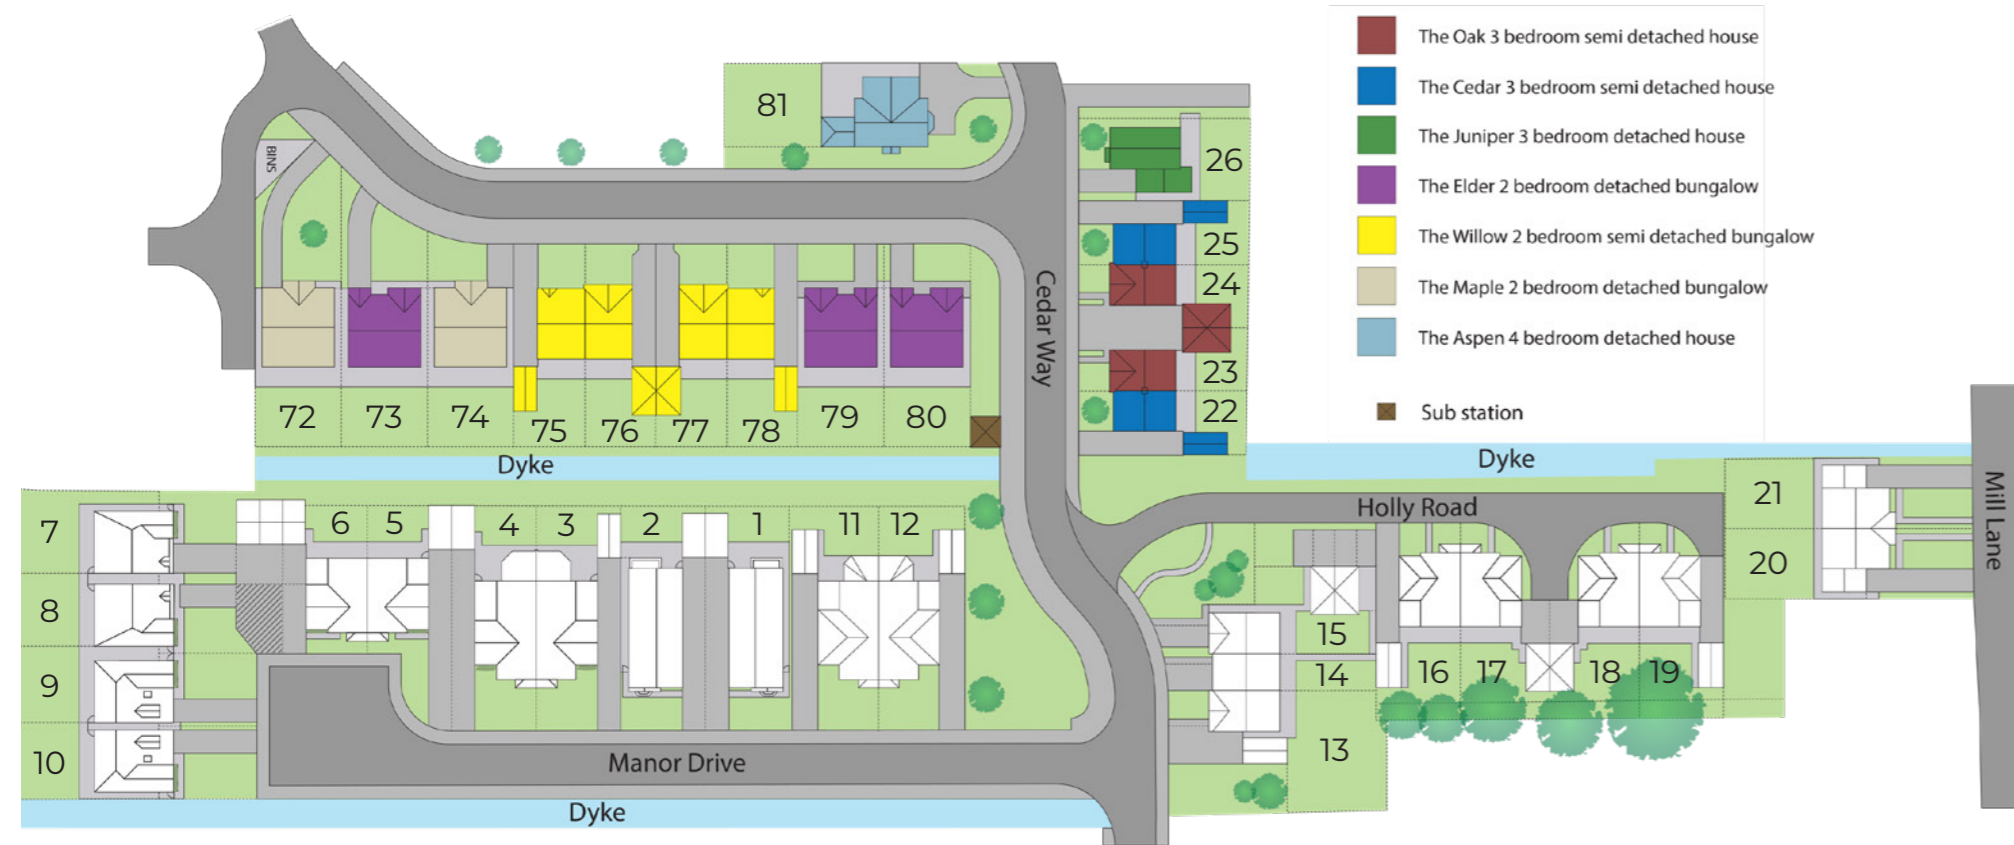 The Oak 3 bedroom semi detached house
The Cedar 3 bedroom semi detached house
The Juniper 3 bedroom detached house
The Elder 2 bedroom detached bungalow
The Willow 2 bedroom semi detached bungalow
The Maple 2 bedroom detached bungalow
The Aspen 4 bedroom detached house
Sub station
81
BINS
26
25
24
23
22
Cedar Way
72 73 74 75 76 77 78 79 80
Dyke
Dyke
Mill Lane
Holly Road
21
20
7
8
9
10
6 5 4 3 2 1 11 12
15
14
13
16 17 18 19
Manor Drive
Dyke